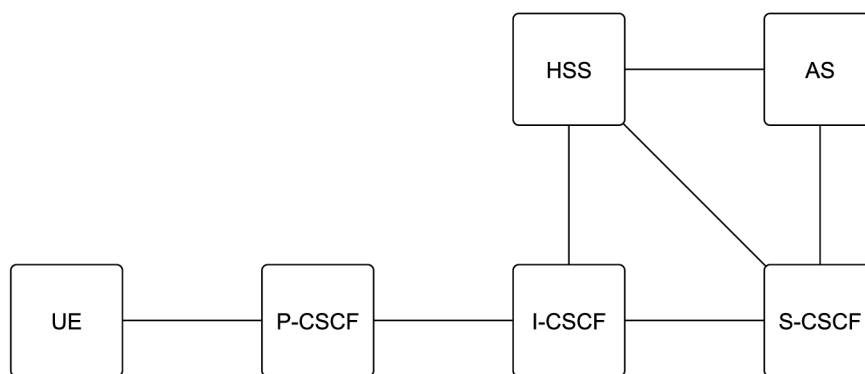 HSS
AS
UE
P-CSCF
I-CSCF
S-CSCF